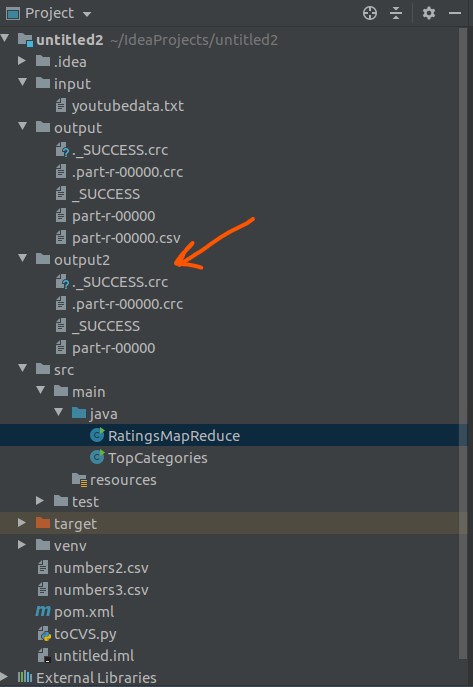 Project
untitled2 ~/IdeaProjects/untitled2
.idea
input
youtubedata.txt
output
._SUCCESS.crc
.part-r-00000.crc
_SUCCESS
part-r-00000
part-r-00000.csv
output2
._SUCCESS.crc
.part-r-00000.crc
_SUCCESS
part-r-00000
src
main
java
RatingsMapReduce
TopCategories
resources
test
target
venv
numbers2.csv
numbers3.csv
pom.xml
toCVS.py
untitled.iml
External Libraries